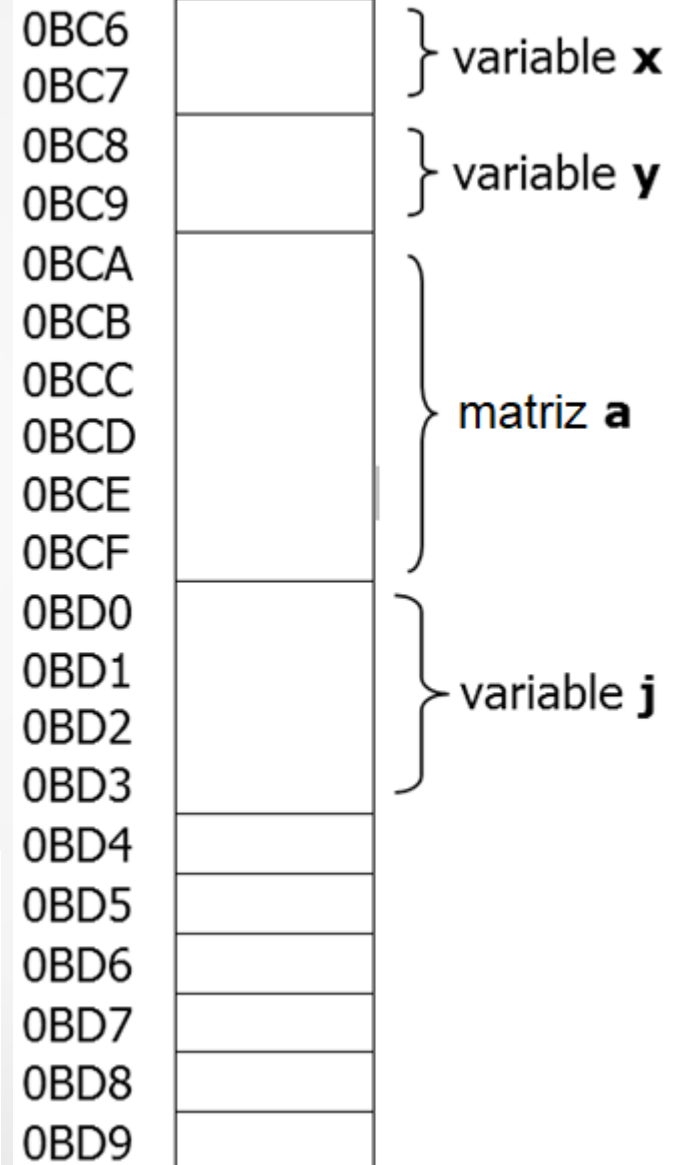 0BC6
0BC7
variable x
0BC8
0BC9
variable y
0BCA
0BCB
0BCC
0BCD
0BCE
0BCF
matriz a
0BD0
0BD1
0BD2
0BD3
variable j
0BD4
0BD5
0BD6
0BD7
0BD8
0BD9